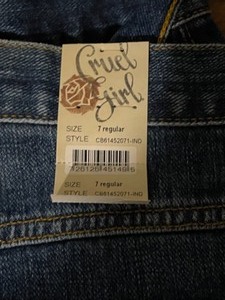 Cruel
Girl
SIZE 7 regular
STYLE CB61452071-IND
SIZE 7 regular
STYLE CB61452071-IND